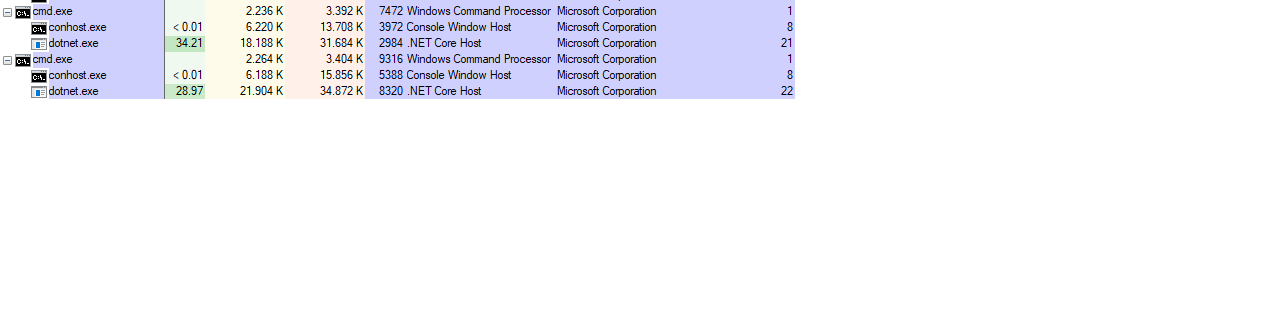 cmd.exe 2.236 K 3.392 K 7472 Windows Command Processor Microsoft Corporation 1
conhost.exe < 0.01 6.220 K 13.708 K 3972 Console Window Host Microsoft Corporation 8
dotnet.exe 34.21 18.188 K 31.684 K 2984 .NET Core Host Microsoft Corporation 21
cmd.exe 2.264 K 3.404 K 9316 Windows Command Processor Microsoft Corporation 1
conhost.exe < 0.01 6.188 K 15.856 K 5388 Console Window Host Microsoft Corporation 8
dotnet.exe 28.97 21.904 K 34.872 K 8320 .NET Core Host Microsoft Corporation 22